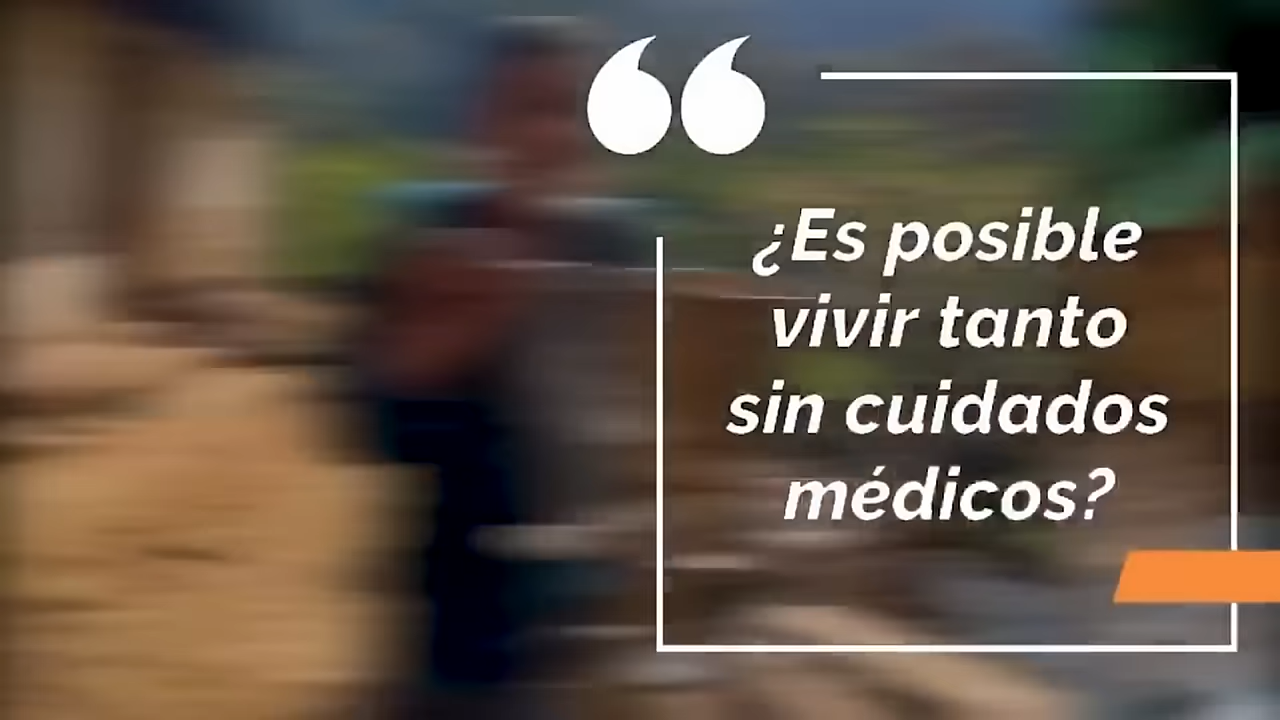 “
¿Es posible
vivir tanto
sin cuidados
médicos?